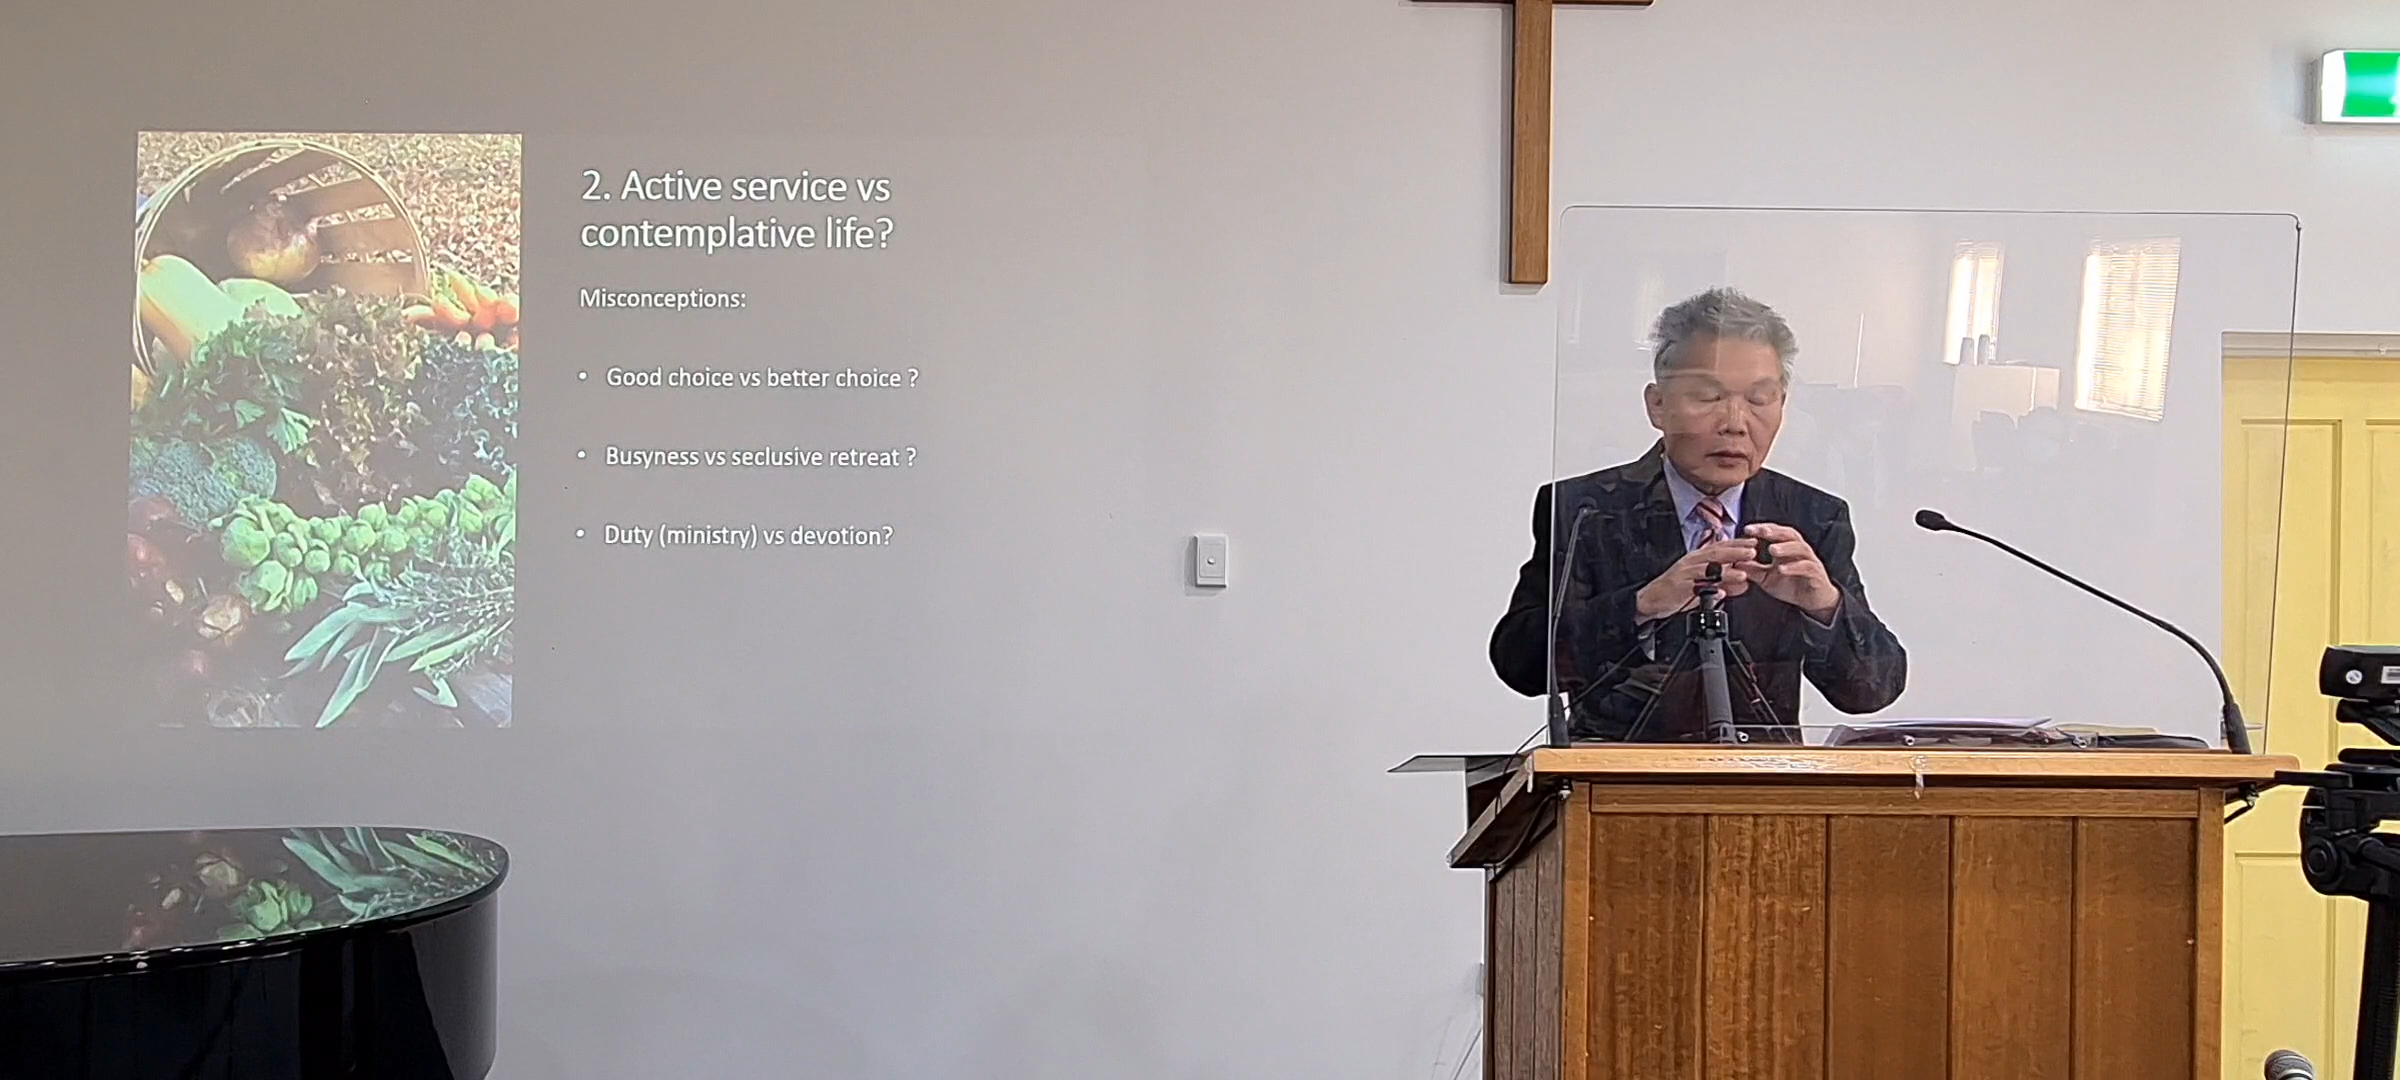 2. Active service vs
contemplative life?
Misconceptions:
• Good choice vs better choice ?
• Busyness vs seclusive retreat ?
• Duty (ministry) vs devotion?